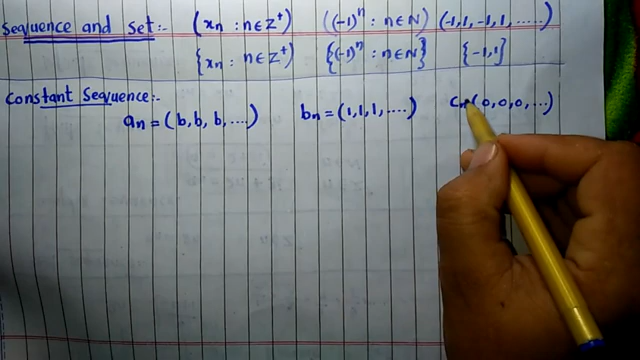 Sequence and Set:- (xn : n∈Z⁺) ((-1)ⁿ : n∈N) (-1,1,-1,1,.....)
{xn : n∈Z⁺} {(-1)ⁿ : n∈N} {-1,1}
Constant Sequence:-
an = (b, b, b, ....) bn = (1,1,1,....) cn (0,0,0,...)